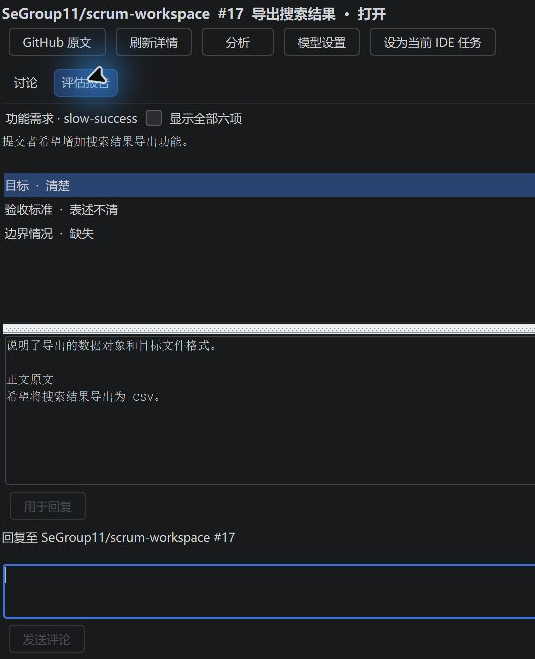 SeGroup11/scrum-workspace #17 导出搜索结果 • 打开
GitHub 原文 刷新详情 分析 模型设置 设为当前 IDE 任务
讨论 评估报告
功能需求 · slow-success 显示全部六项
提交者希望增加搜索结果导出功能。
目标 · 清楚
验收标准 · 表述不清
边界情况 · 缺失
说明了导出的数据对象和目标文件格式。
正文原文
希望将搜索结果导出为 CSV。
用于回复
回复至 SeGroup11/scrum-workspace #17
发送评论